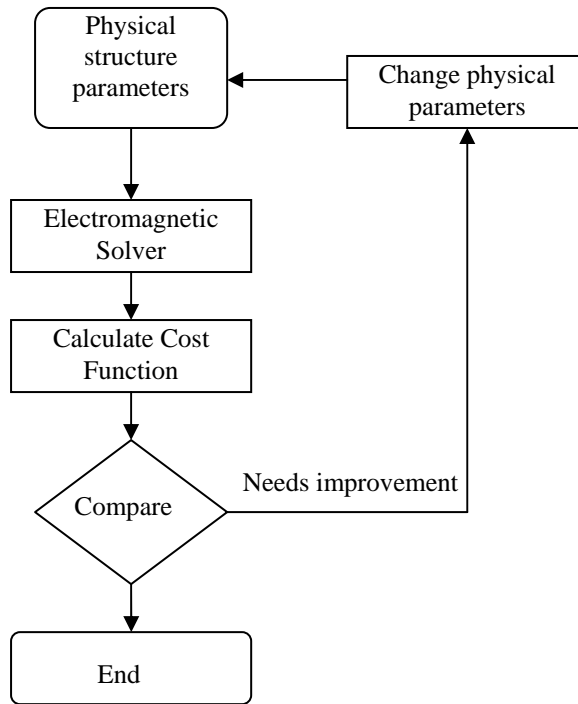 Physical
structure
parameters
Change physical
parameters
Electromagnetic
Solver
Calculate Cost
Function
Needs improvement
Compare
End